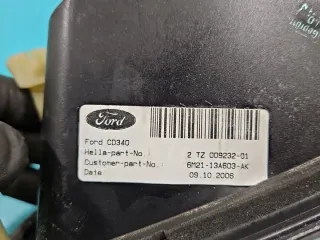 Ford
Ford CD340
Hella-part-No.: 2 TZ 009232-01
Customer-part-No.: 6M21-13A603-AK
Date 09.10.2006